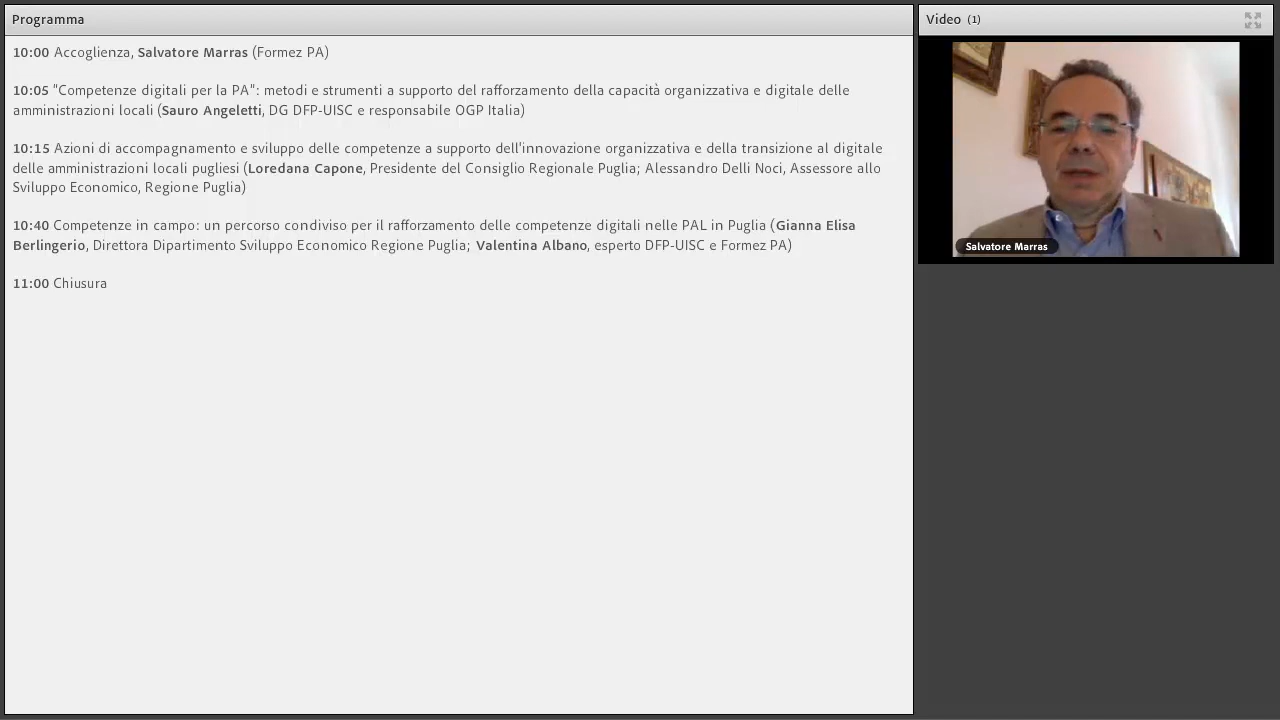 Programma
10:00 Accoglienza, Salvatore Marras (Formez PA)
10:05 "Competenze digitali per la PA": metodi e strumenti a supporto del rafforzamento della capacità organizzativa e digitale delle
amministrazioni locali (Sauro Angeletti, DG DFP-UISC e responsabile OGP Italia)
10:15 Azioni di accompagnamento e sviluppo delle competenze a supporto dell'innovazione organizzativa e della transizione al digitale
delle amministrazioni locali pugliesi (Loredana Capone, Presidente del Consiglio Regionale Puglia; Alessandro Delli Noci, Assessore allo
Sviluppo Economico, Regione Puglia)
10:40 Competenze in campo: un percorso condiviso per il rafforzamento delle competenze digitali nelle PAL in Puglia (Gianna Elisa
Berlingerio, Direttora Dipartimento Sviluppo Economico Regione Puglia; Valentina Albano, esperto DFP-UISC e Formez PA)
11:00 Chiusura
Video (1)
Salvatore Marras